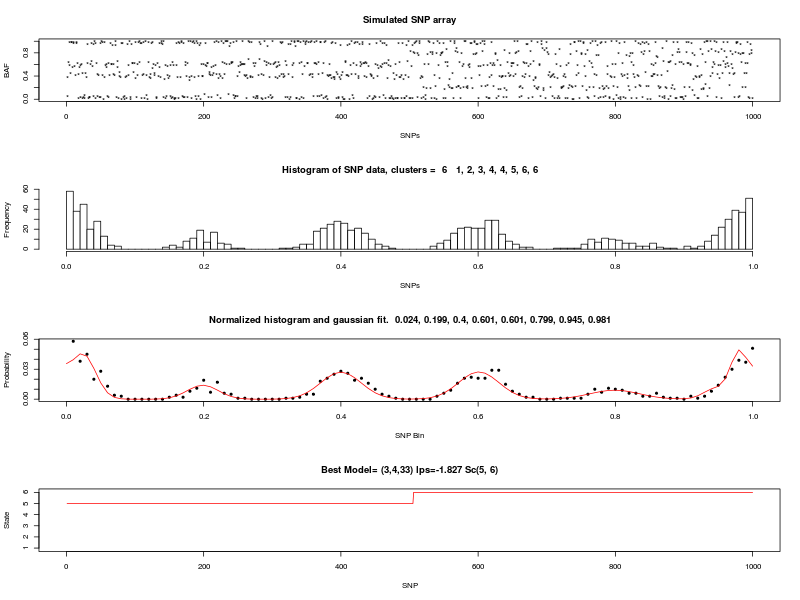 Simulated SNP array
BAF
0.0 0.4 0.8
0 200 400 600 800 1000
SNPs
Histogram of SNP data, clusters = 6 1, 2, 3, 4, 4, 5, 6, 6
Frequency
0 20 40 60
0.0 0.2 0.4 0.6 0.8 1.0
SNPs
Normalized histogram and gaussian fit. 0.024, 0.199, 0.4, 0.601, 0.601, 0.799, 0.945, 0.981
Probability
0.00 0.03 0.06
0.0 0.2 0.4 0.6 0.8 1.0
SNP Bin
Best Model= (3,4,33) lps=-1.827 Sc(5, 6)
State
1 2 3 4 5 6
0 200 400 600 800 1000
SNP